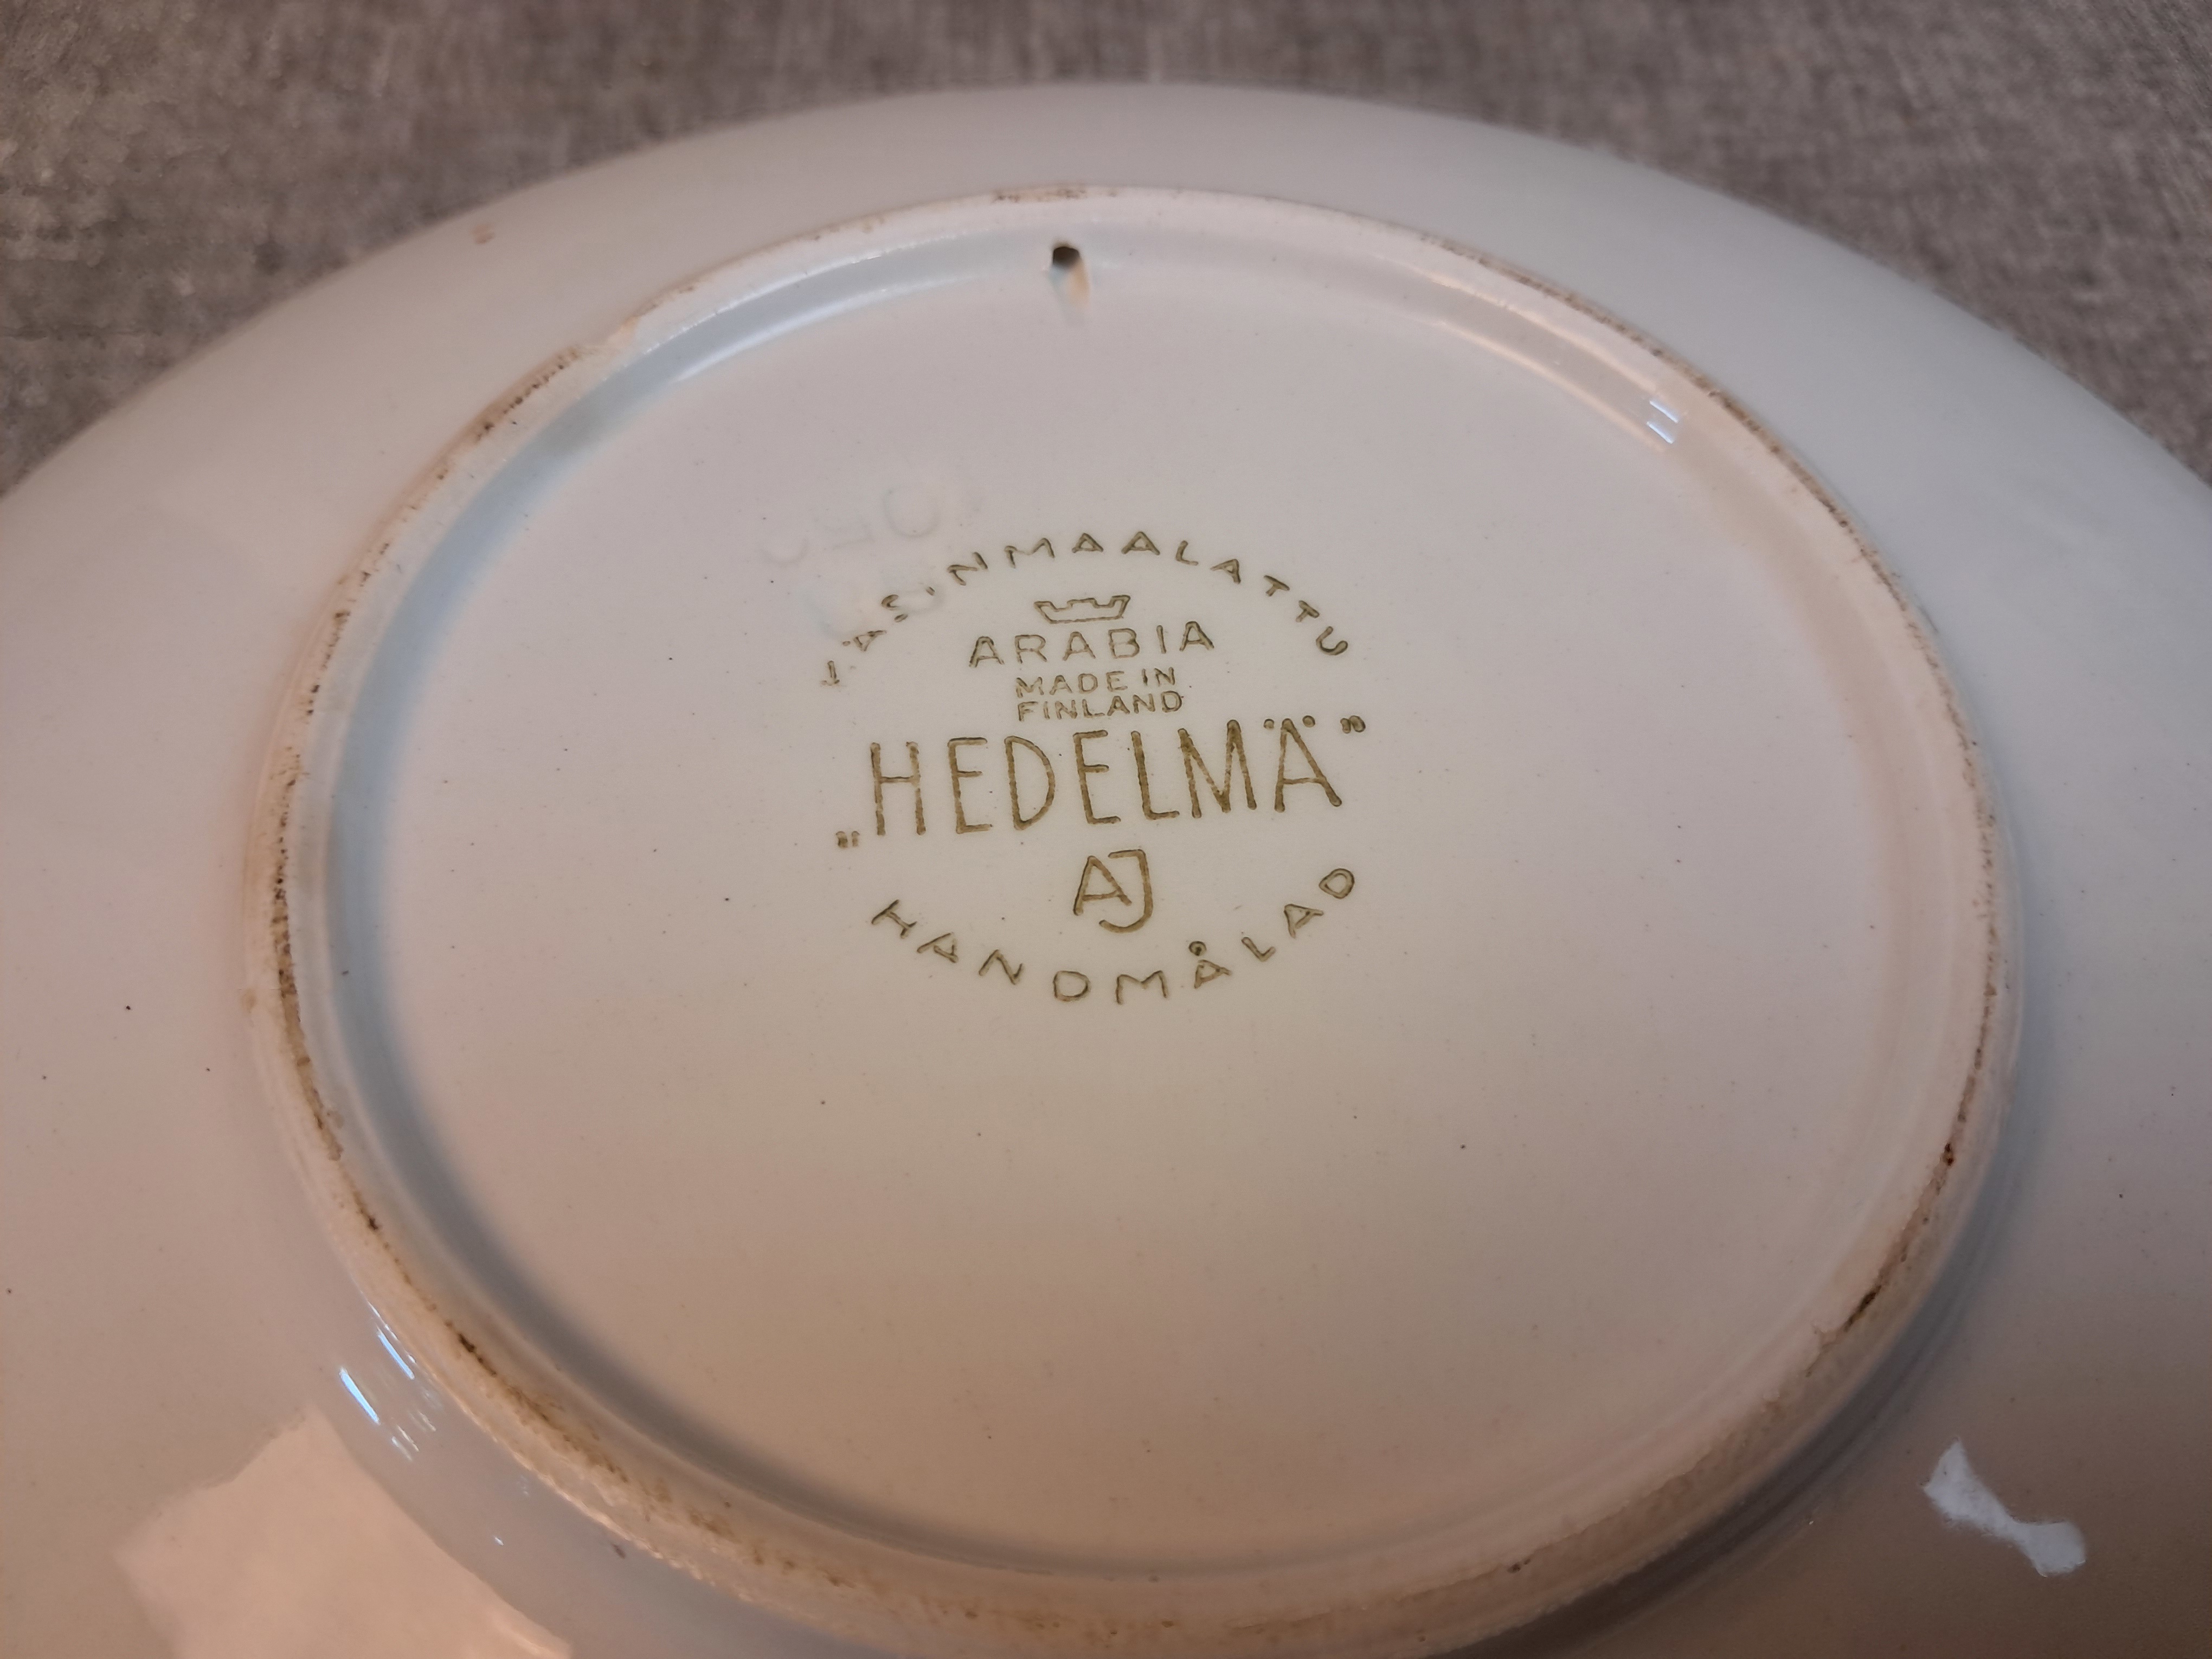 KÄSINMAALATTU
ARABIA
MADE IN
FINLAND
„HEDELMÄ”
AJ
HANDMÅLAD